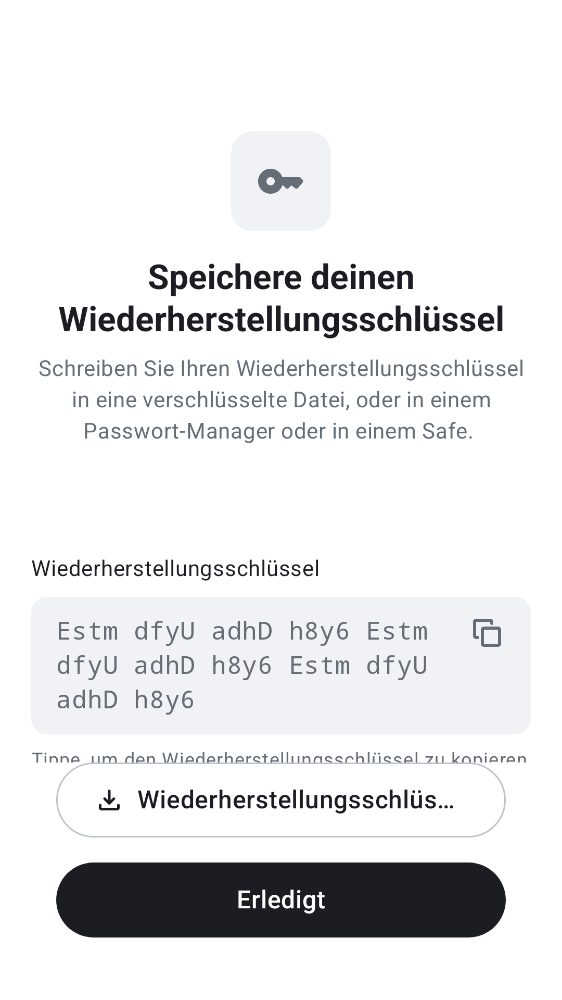 Speichere deinen
Wiederherstellungsschlüssel
Schreiben Sie Ihren Wiederherstellungsschlüssel
in eine verschlüsselte Datei, oder in einem
Passwort-Manager oder in einem Safe.
Wiederherstellungsschlüssel
Estm dfyU adhD h8y6 Estm
dfyU adhD h8y6 Estm dfyU
adhD h8y6
Tippe, um den Wiederherstellungsschlüssel zu kopieren
Wiederherstellungsschlüs…
Erledigt